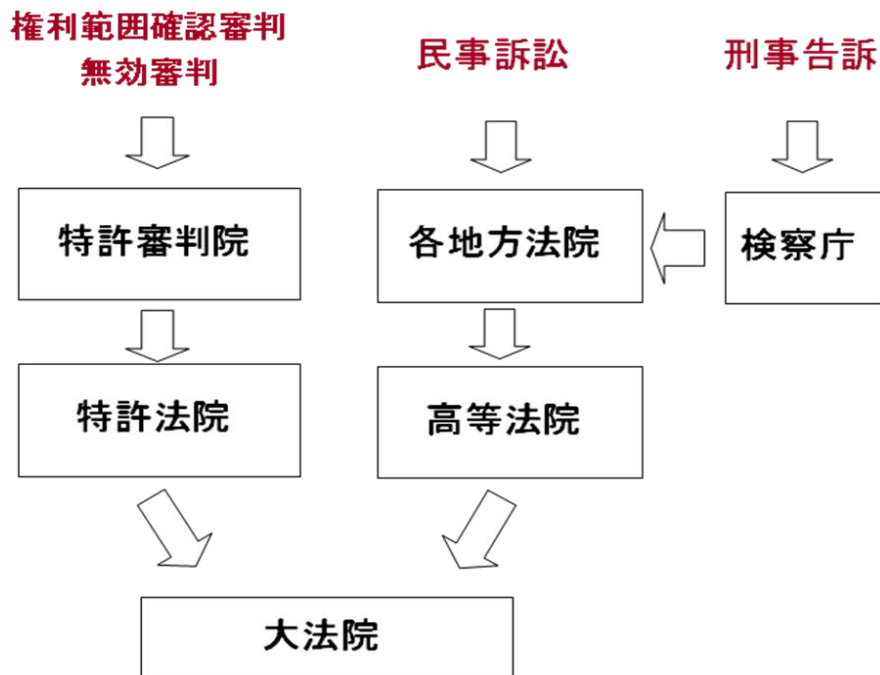 権利範囲確認審判
無効審判
民事訴訟
刑事告訴
特許審判院
各地方法院
検察庁
特許法院
高等法院
大法院